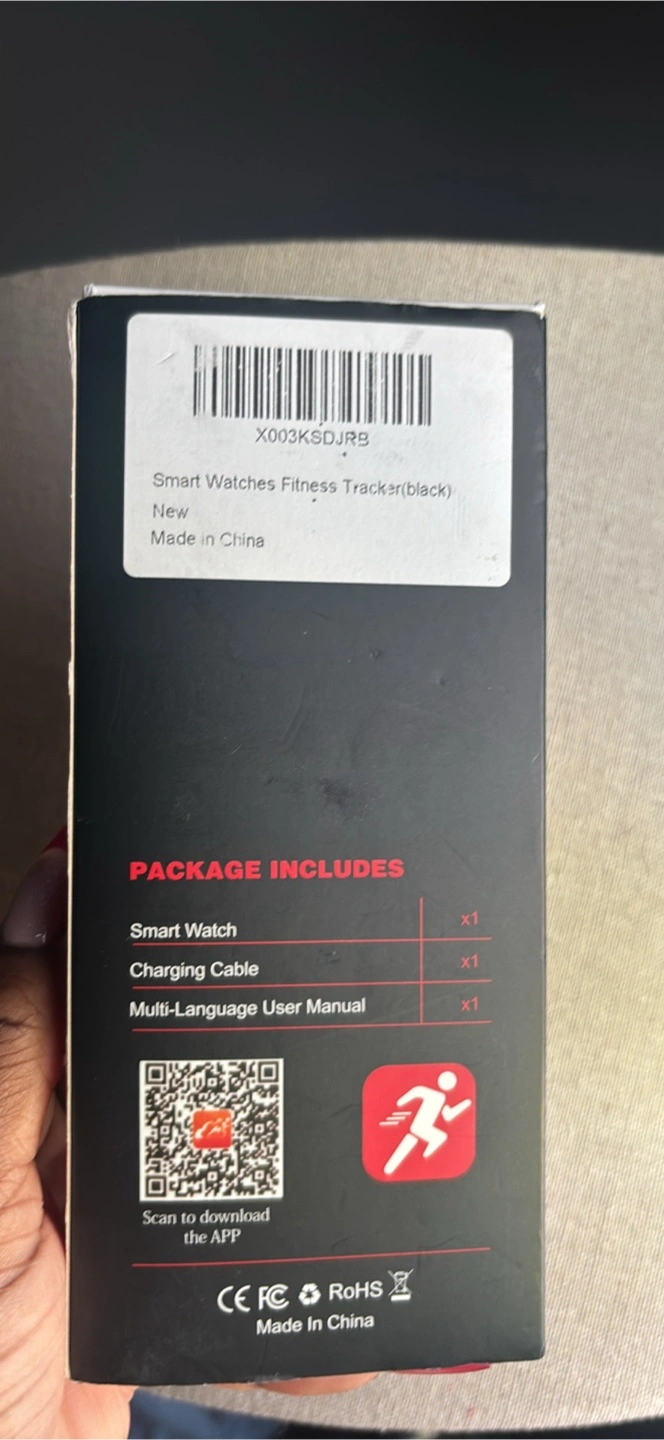 X003KSDJRB
Smart Watches Fitness Tracker(black)
New
Made in China
PACKAGE INCLUDES
Smart Watch x1
Charging Cable x1
Multi-Language User Manual x1
Scan to download
the APP
CE FC RoHS
Made In China